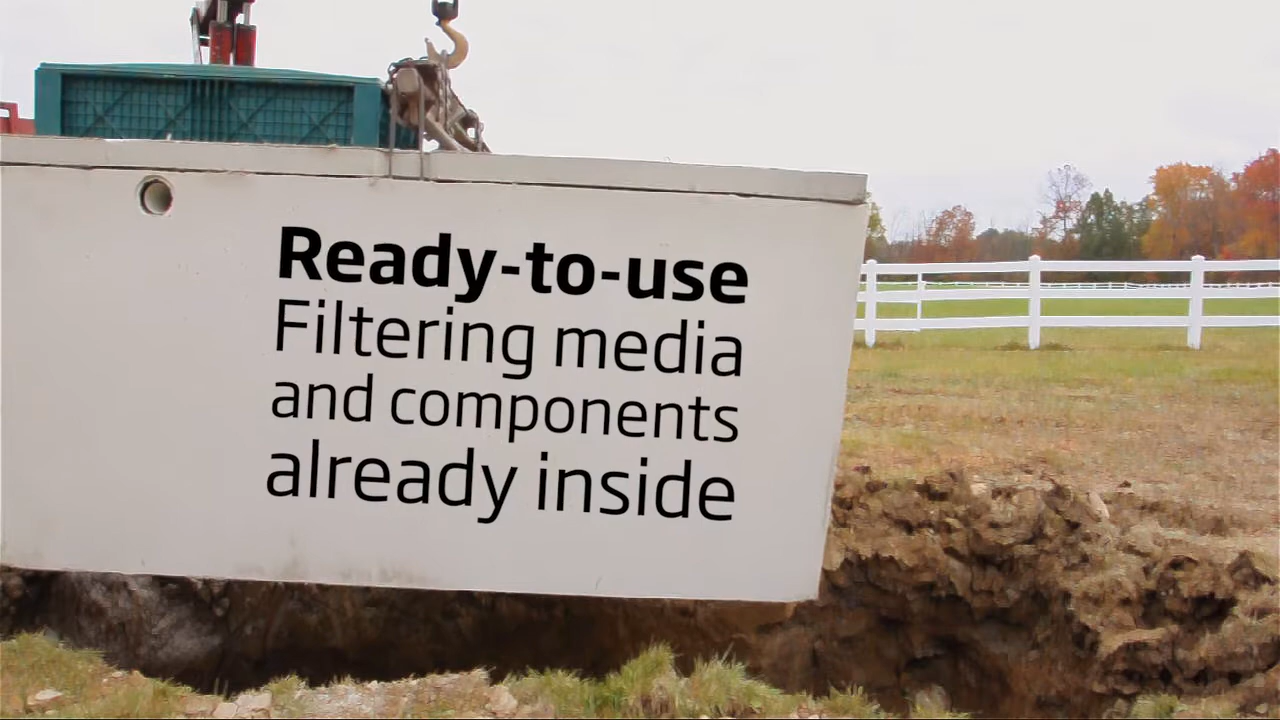 Ready-to-use
Filtering media
and components
already inside